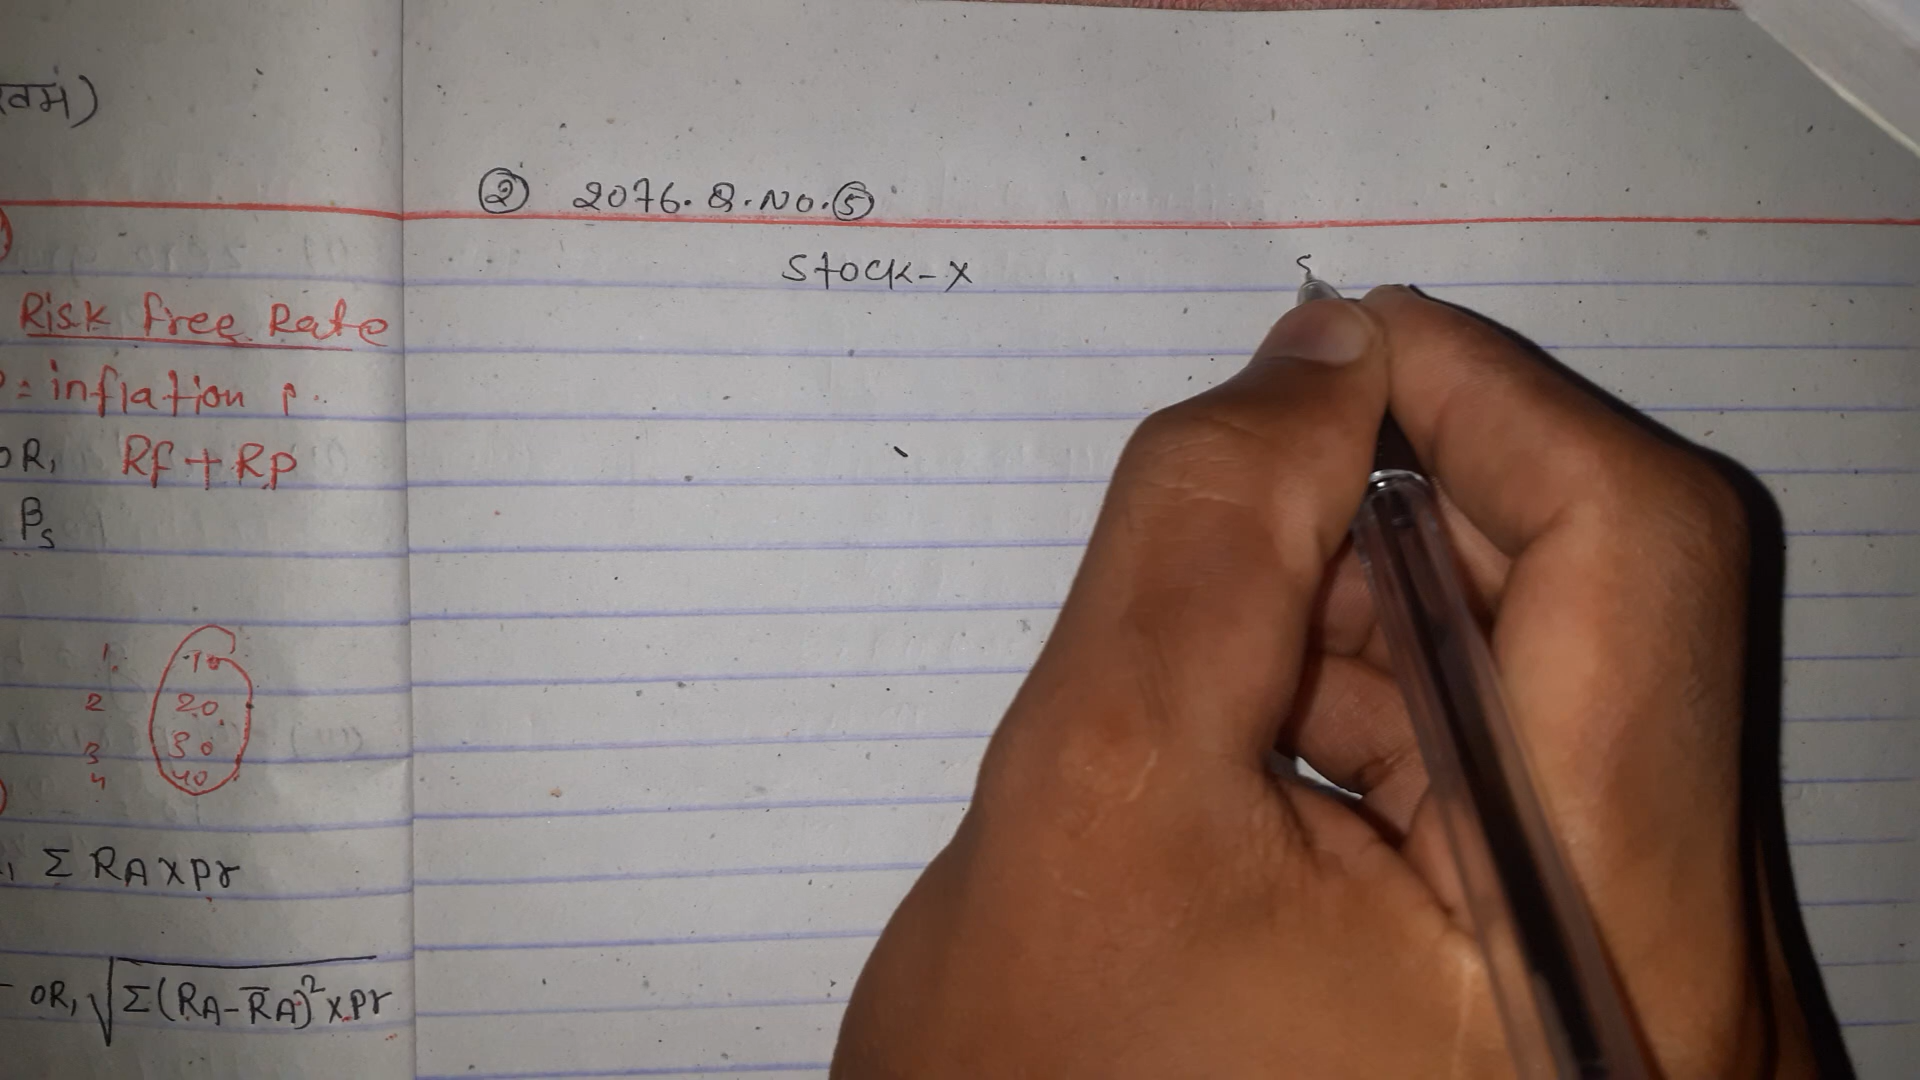 ② 2076. Q. No. ⑤
Stock-X S
Risk free Rate
= inflation P..
OR, Rf + Rp
βs
1. 10
2 20
3 30
4 40
Σ RA x Pr
OR, √Σ(RA-R̅A)² x Pr